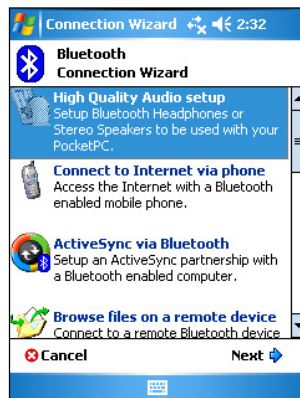 Connection Wizard 2:32
Bluetooth
Connection Wizard
High Quality Audio setup
Setup Bluetooth Headphones or
Stereo Speakers to be used with your
PocketPC.
Connect to Internet via phone
Access the Internet with a Bluetooth
enabled mobile phone.
ActiveSync via Bluetooth
Setup an ActiveSync partnership with
a Bluetooth enabled computer.
Browse files on a remote device
Connect to a remote Bluetooth device
Cancel Next